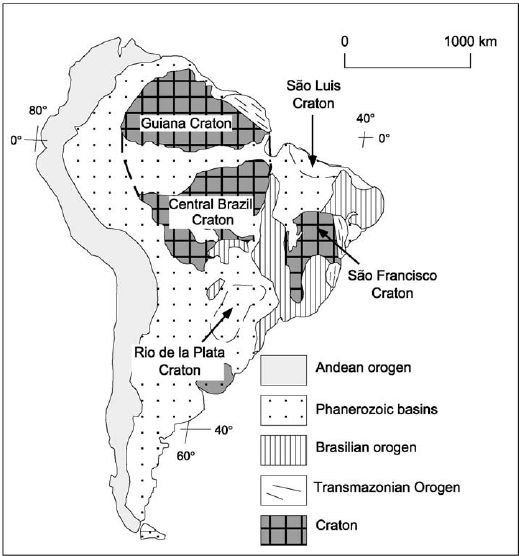 0 1000 km
São Luis
Craton
80°
40°
0°
0°
Guiana Craton
Central Brazil
Craton
São Francisco
Craton
Rio de la Plata
Craton
40°
60°
Andean orogen
Phanerozoic basins
Brasilian orogen
Transmazonian Orogen
Craton